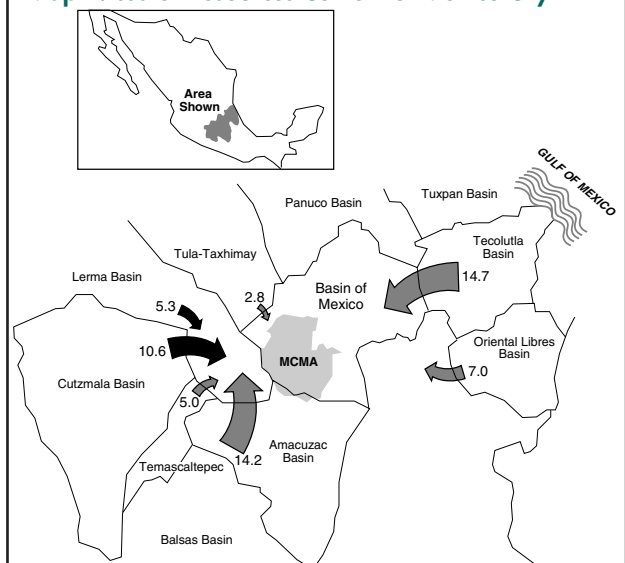 Area
Shown
GULF OF MEXICO
Panuco Basin
Tuxpan Basin
Tula-Taxhimay
Tecolutla
Basin
Lerma Basin
14.7
2.8
Basin of
Mexico
5.3
10.6
MCMA
Oriental Libres
Basin
7.0
Cutzmala Basin
5.0
14.2
Amacuzac
Basin
Temascaltepec
Balsas Basin